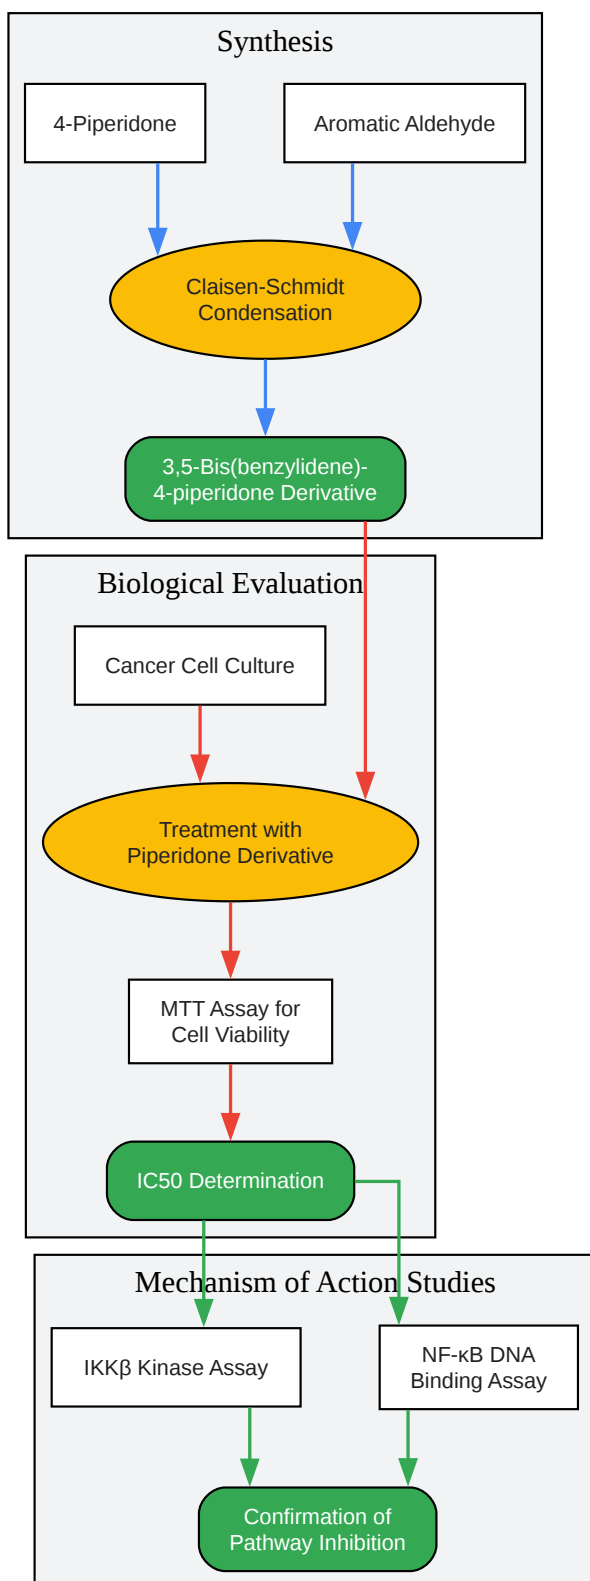 Synthesis
4-Piperidone
Aromatic Aldehyde
Claisen-Schmidt
Condensation
3,5-Bis(benzylidene)-
4-piperidone Derivative
Biological Evaluation
Cancer Cell Culture
Treatment with
Piperidone Derivative
MTT Assay for
Cell Viability
IC50 Determination
Mechanism of Action Studies
IKKβ Kinase Assay
NF-κB DNA
Binding Assay
Confirmation of
Pathway Inhibition